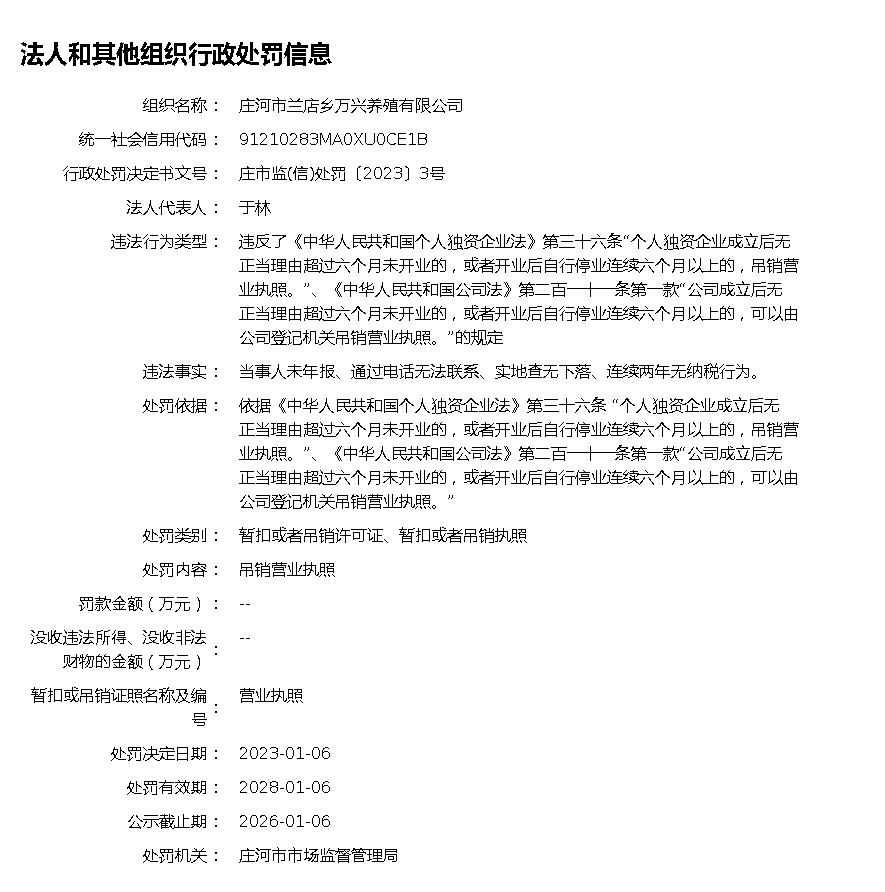 法人和其他组织行政处罚信息
组织名称： 庄河市兰店乡万兴养殖有限公司
统一社会信用代码： 91210283MA0XU0CE1B
行政处罚决定书文号： 庄市监(信)处罚〔2023〕3号
法人代表人： 于林
违法行为类型： 违反了《中华人民共和国个人独资企业法》第三十六条“个人独资企业成立后无
正当理由超过六个月未开业的，或者开业后自行停业连续六个月以上的，吊销营
业执照。”、《中华人民共和国公司法》第二百一十一条第一款“公司成立后无
正当理由超过六个月未开业的，或者开业后自行停业连续六个月以上的，可以由
公司登记机关吊销营业执照。”的规定
违法事实： 当事人未年报、通过电话无法联系、实地查无下落、连续两年无纳税行为。
处罚依据： 依据《中华人民共和国个人独资企业法》第三十六条 “个人独资企业成立后无
正当理由超过六个月未开业的，或者开业后自行停业连续六个月以上的，吊销营
业执照。”、《中华人民共和国公司法》第二百一十一条第一款“公司成立后无
正当理由超过六个月未开业的，或者开业后自行停业连续六个月以上的，可以由
公司登记机关吊销营业执照。”
处罚类别： 暂扣或者吊销许可证、暂扣或者吊销执照
处罚内容： 吊销营业执照
罚款金额（万元）： --
没收违法所得、没收非法
财物的金额（万元）： --
暂扣或吊销证照名称及编
号： 营业执照
处罚决定日期： 2023-01-06
处罚有效期： 2028-01-06
公示截止期： 2026-01-06
处罚机关： 庄河市市场监督管理局